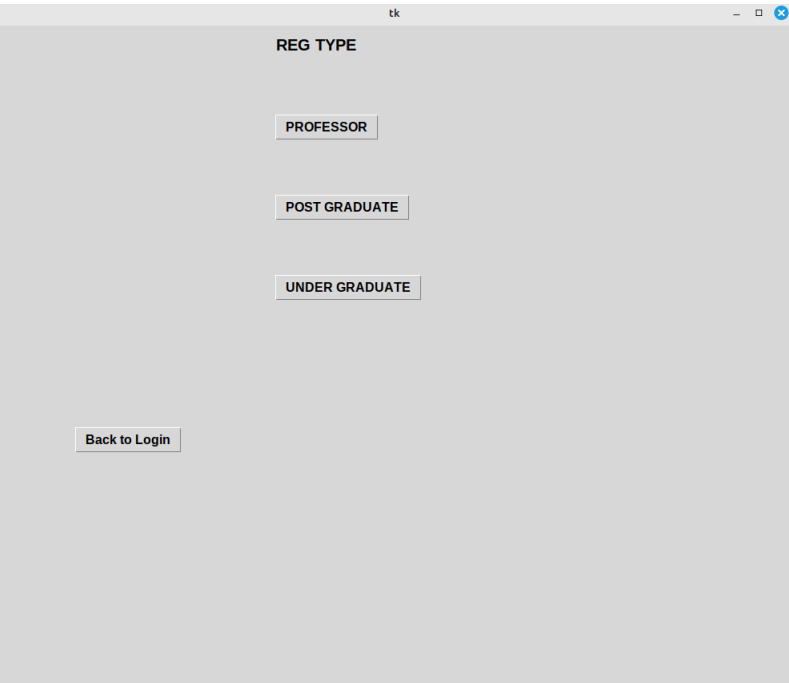 tk
REG TYPE
PROFESSOR
POST GRADUATE
UNDER GRADUATE
Back to Login